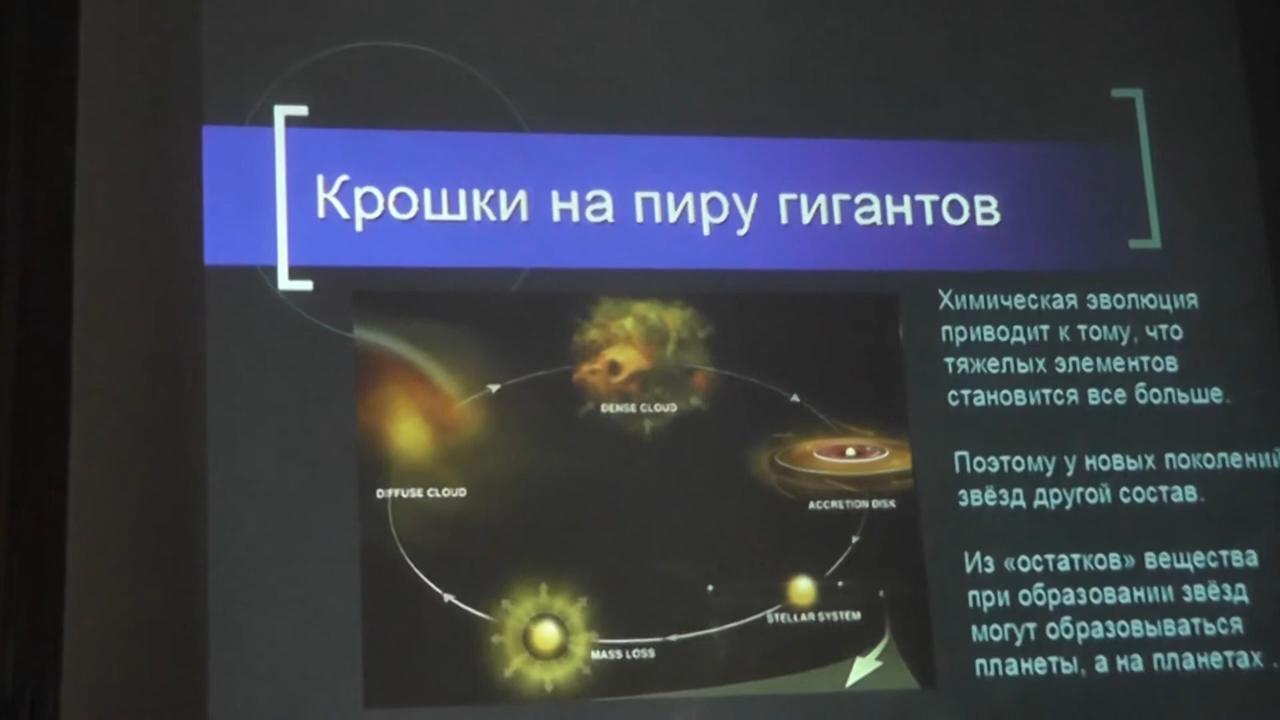 Крошки на пиру гигантов
Химическая эволюция
приводит к тому, что
тяжелых элементов
становится все больше.
Поэтому у новых поколений
звёзд другой состав.
Из «остатков» вещества
при образовании звёзд
могут образовываться
планеты, а на планетах .
DENSE CLOUD
DIFFUSE CLOUD
ACCRETION DISK
STELLAR SYSTEM
MASS LOSS